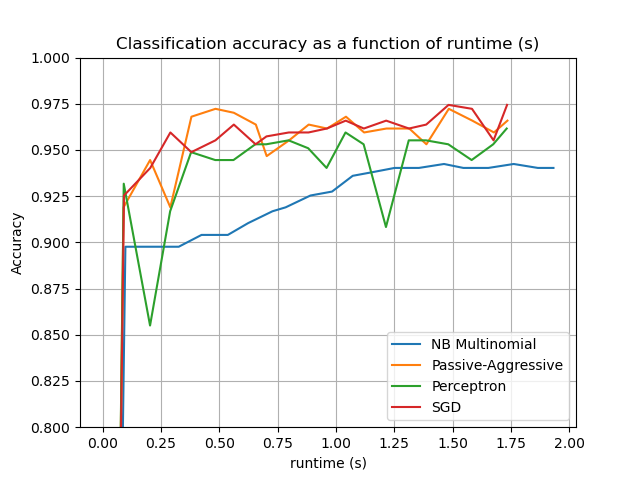 Classification accuracy as a function of runtime (s)
1.000
0.975
0.950
0.925
0.900
0.875
0.850
0.825
0.800
Accuracy
NB Multinomial
Passive-Aggressive
Perceptron
SGD
0.00 0.25 0.50 0.75 1.00 1.25 1.50 1.75 2.00
runtime (s)